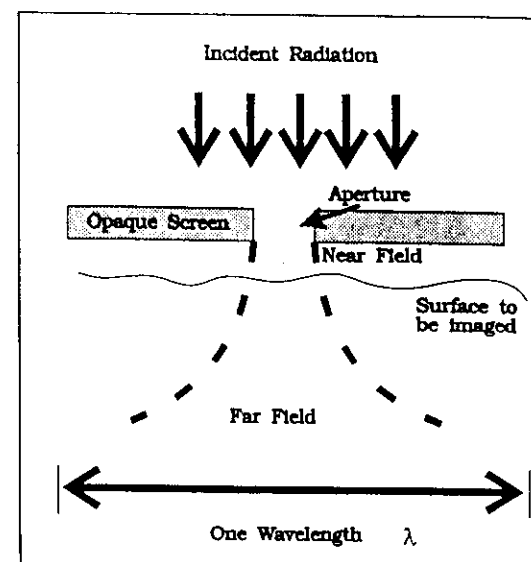 Incident Radiation
Aperture
Opaque Screen
Near Field
Surface to
be imaged
Far Field
One Wavelength λ